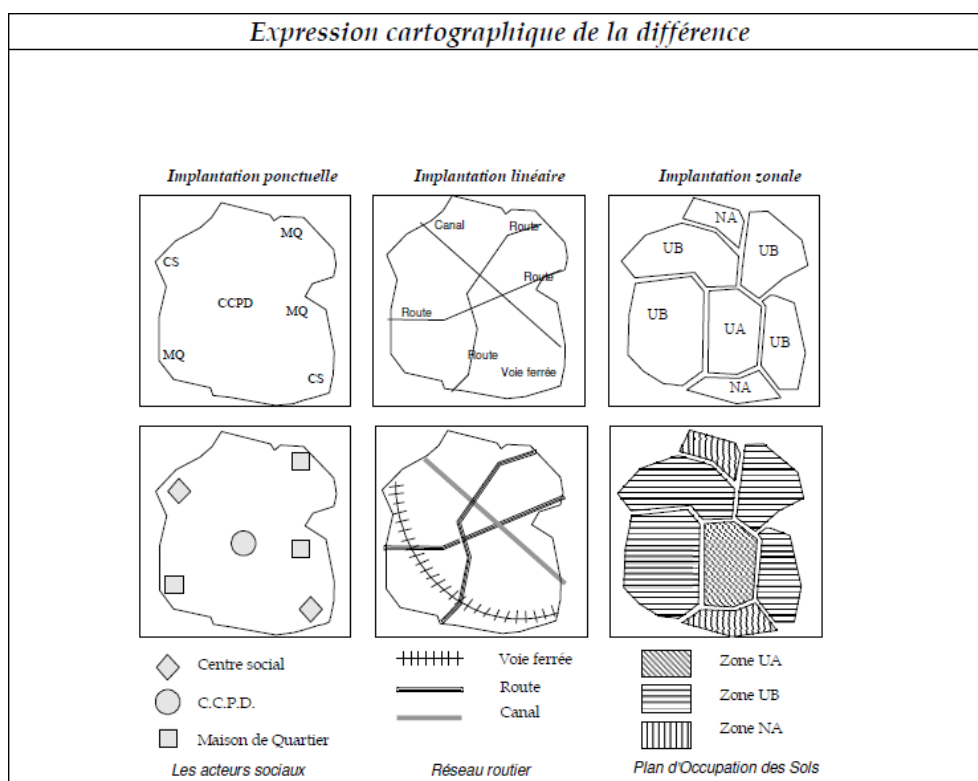 Expression cartographique de la différence
Implantation ponctuelle
Implantation linéaire
Implantation zonale
MQ
CS
CCPD
MQ
MQ
CS
Canal
Route
Route
Route
Route
Voie ferrée
NA
UB
UB
UB
UA
UB
NA
Centre social
C.C.P.D.
Maison de Quartier
Les acteurs sociaux
Voie ferrée
Route
Canal
Réseau routier
Zone UA
Zone UB
Zone NA
Plan d'Occupation des Sols